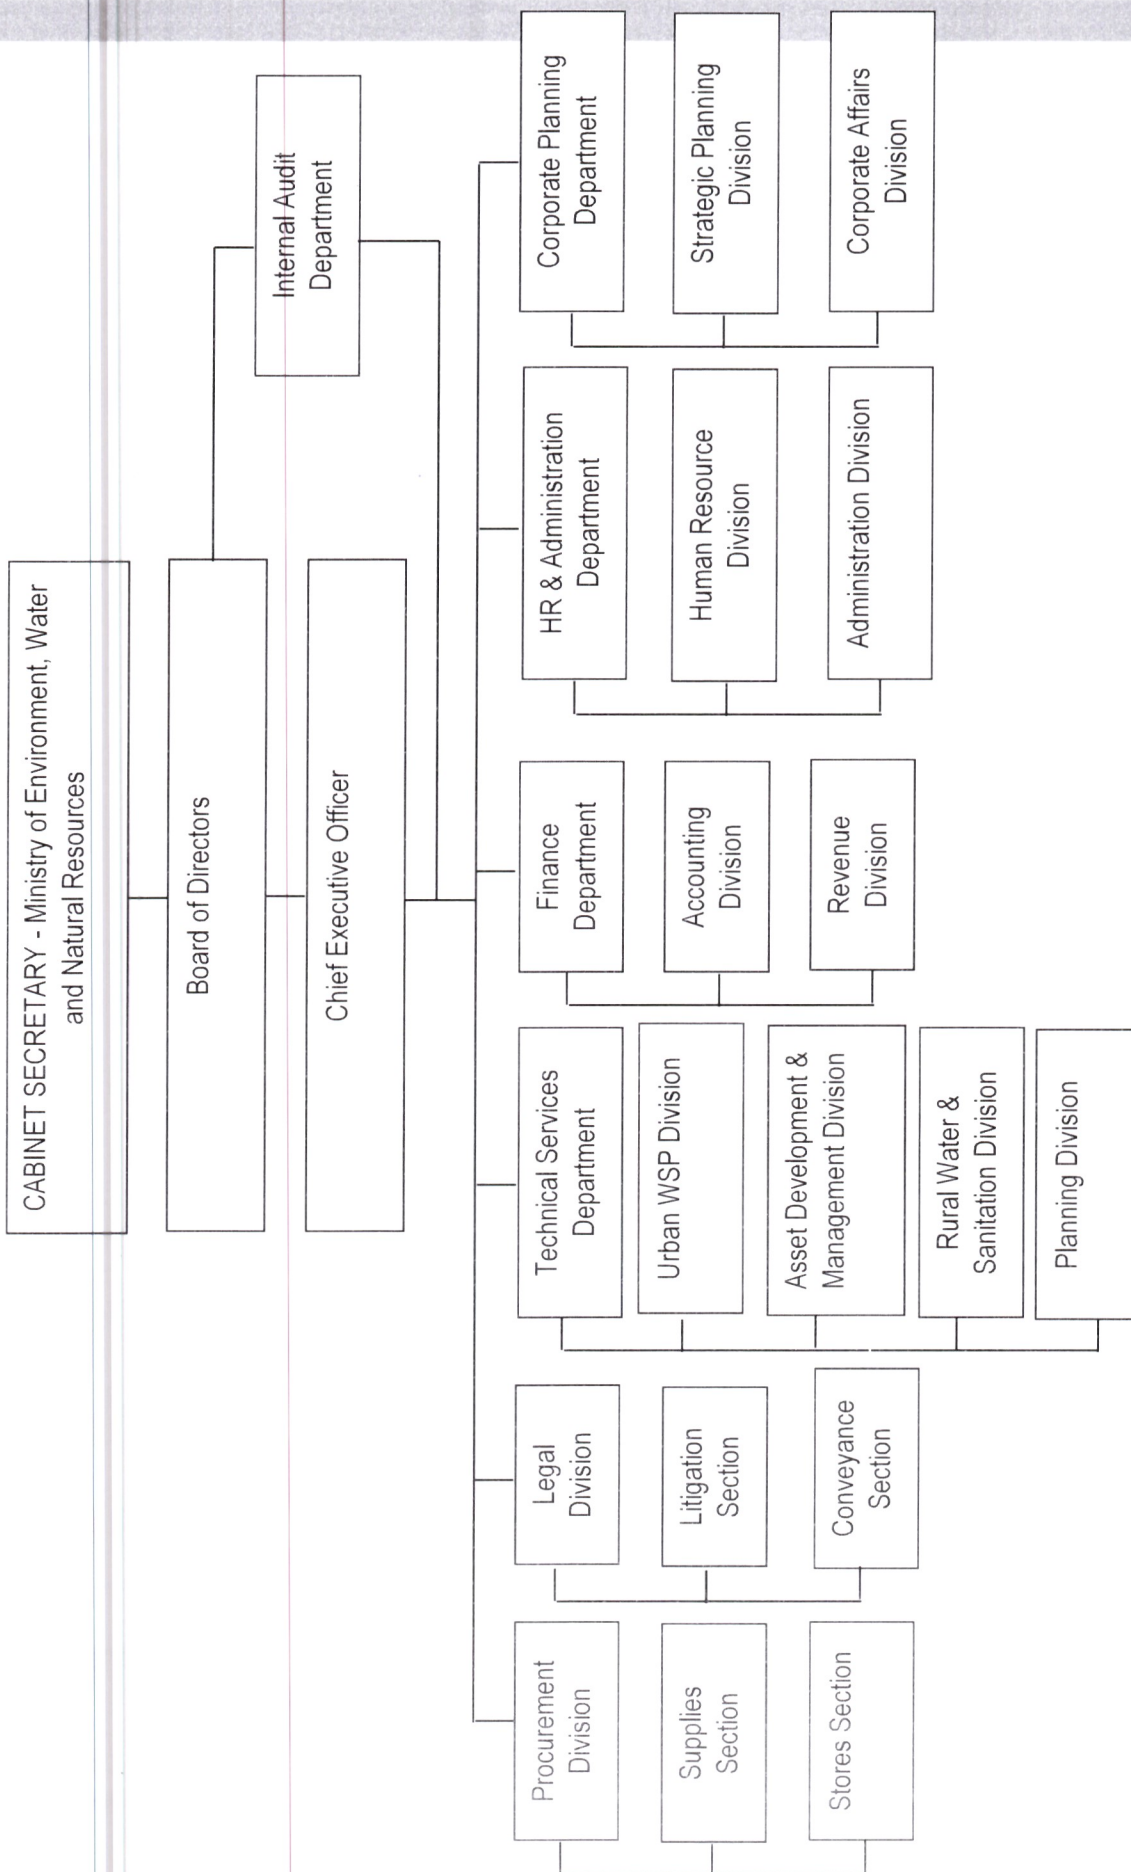 CABINET SECRETARY - Ministry of Environment, Water
and Natural Resources
Board of Directors
Internal Audit
Department
Chief Executive Officer
Procurement
Division
Supplies
Section
Stores Section
Legal
Division
Litigation
Section
Conveyance
Section
Technical Services
Department
Urban WSP Division
Asset Development &
Management Division
Rural Water &
Sanitation Division
Planning Division
Finance
Department
Accounting
Division
Revenue
Division
HR & Administration
Department
Human Resource
Division
Administration Division
Corporate Planning
Department
Strategic Planning
Division
Corporate Affairs
Division